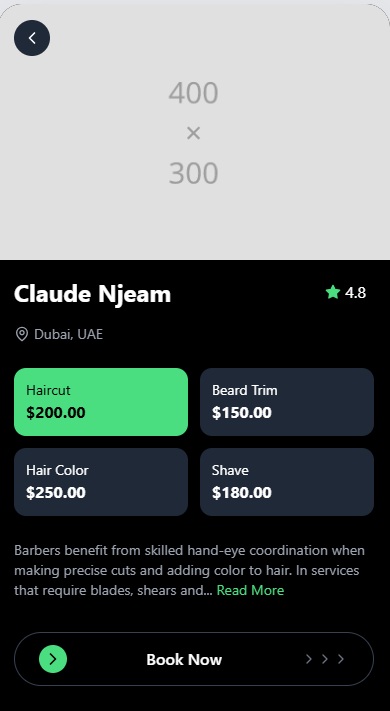 400
×
300
Claude Njeam
4.8
Dubai, UAE
Haircut
$200.00
Beard Trim
$150.00
Hair Color
$250.00
Shave
$180.00
Barbers benefit from skilled hand-eye coordination when
making precise cuts and adding color to hair. In services
that require blades, shears and... Read More
Book Now